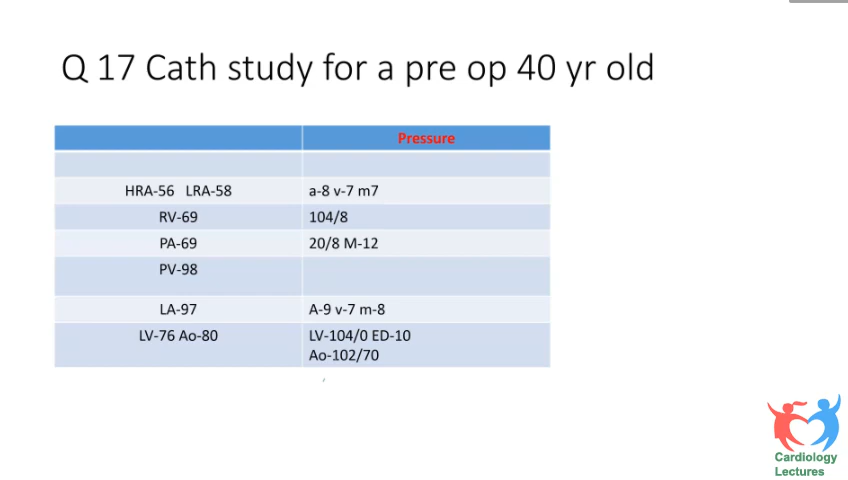 Q 17 Cath study for a pre op 40 yr old
Pressure
HRA-56 LRA-58 a-8 v-7 m7
RV-69 104/8
PA-69 20/8 M-12
PV-98
LA-97 A-9 v-7 m-8
LV-76 Ao-80 LV-104/0 ED-10
Ao-102/70
Cardiology
Lectures